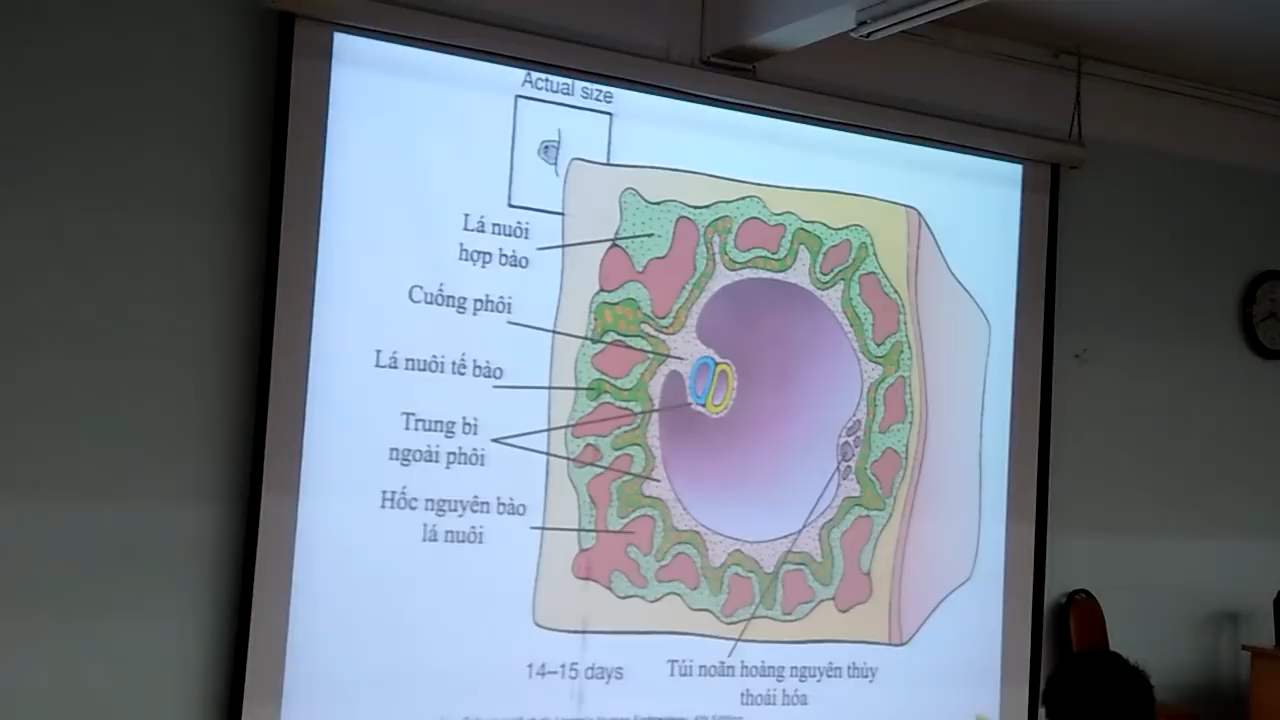 Actual size
Lá nuôi
hợp bào
Cuống phôi
Lá nuôi tế bào
Trung bì
ngoài phôi
Hốc nguyên bào
lá nuôi
14–15 days
Túi noãn hoàng nguyên thủy
thoái hóa